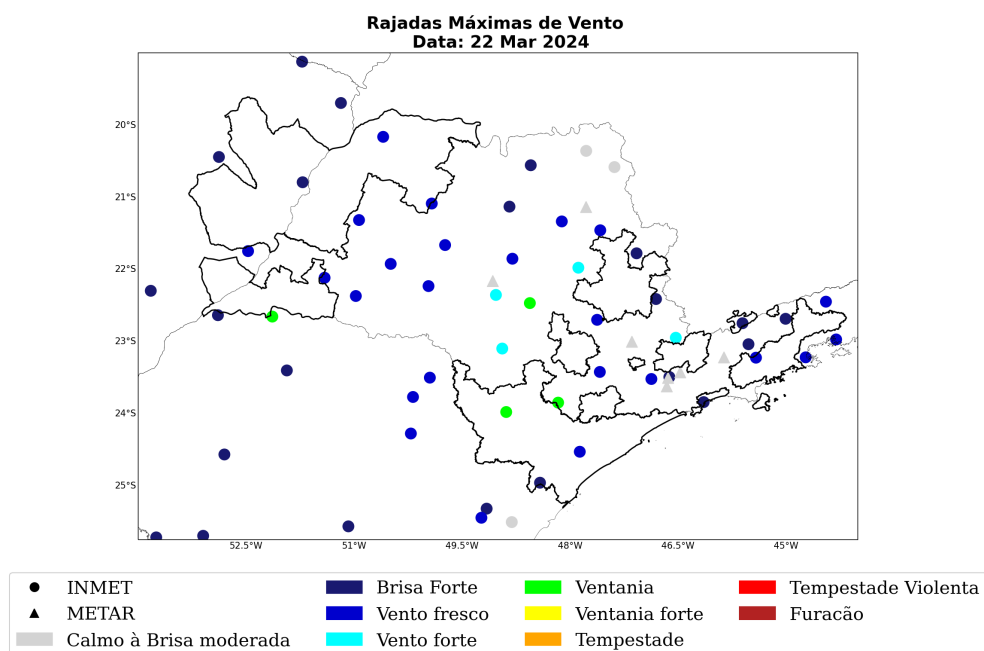 Rajadas Máximas de Vento
Data: 22 Mar 2024
20°S
21°S
22°S
23°S
24°S
25°S
52.5°W 51°W 49.5°W 48°W 46.5°W 45°W
INMET
METAR
Calmo à Brisa moderada
Brisa Forte
Vento fresco
Vento forte
Ventania
Ventania forte
Tempestade
Tempestade Violenta
Furacão